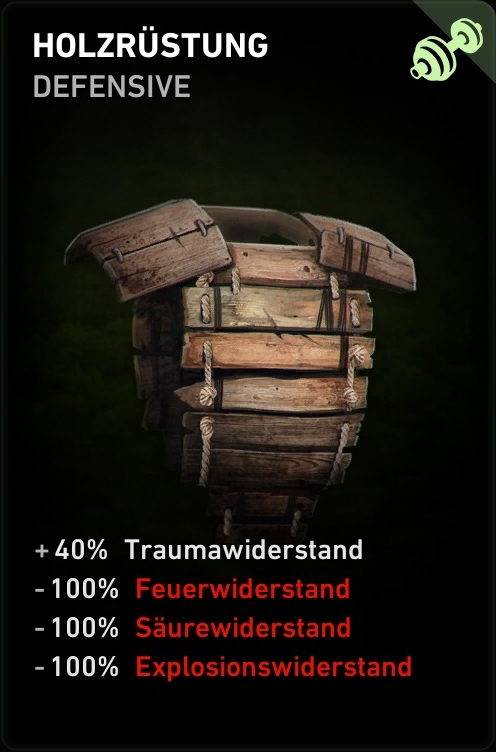 HOLZRÜSTUNG
DEFENSIVE
+ 40% Traumawiderstand
- 100% Feuerwiderstand
- 100% Säurewiderstand
- 100% Explosionswiderstand